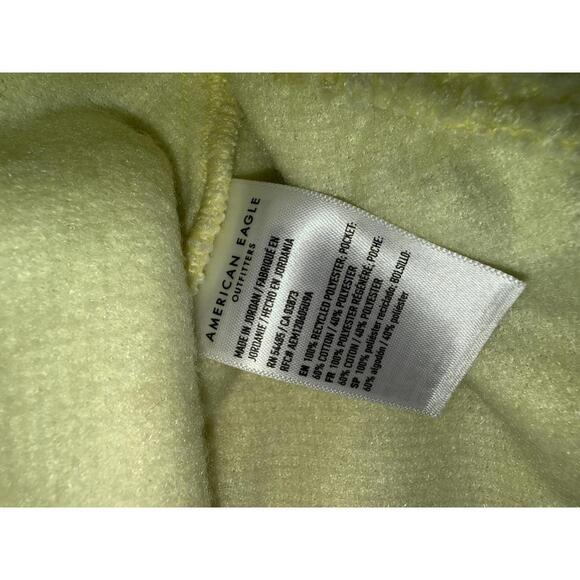 AMERICAN EAGLE
OUTFITTERS
MADE IN JORDAN / FABRIQUÉ EN
JORDANIE / HECHO EN JORDANIA
RN 54485 / CA 03873
RFC# AEM120605U9A
EN 100% RECYCLED POLYESTER; POCKET:
60% COTTON / 40% POLYESTER
FR 100% POLYESTER RÉGÉNÉRÉ; POCHE:
60% COTON / 40% POLYESTER
SP 100% poliéster reciclado; BOLSILLO:
60% algodón / 40% poliéster